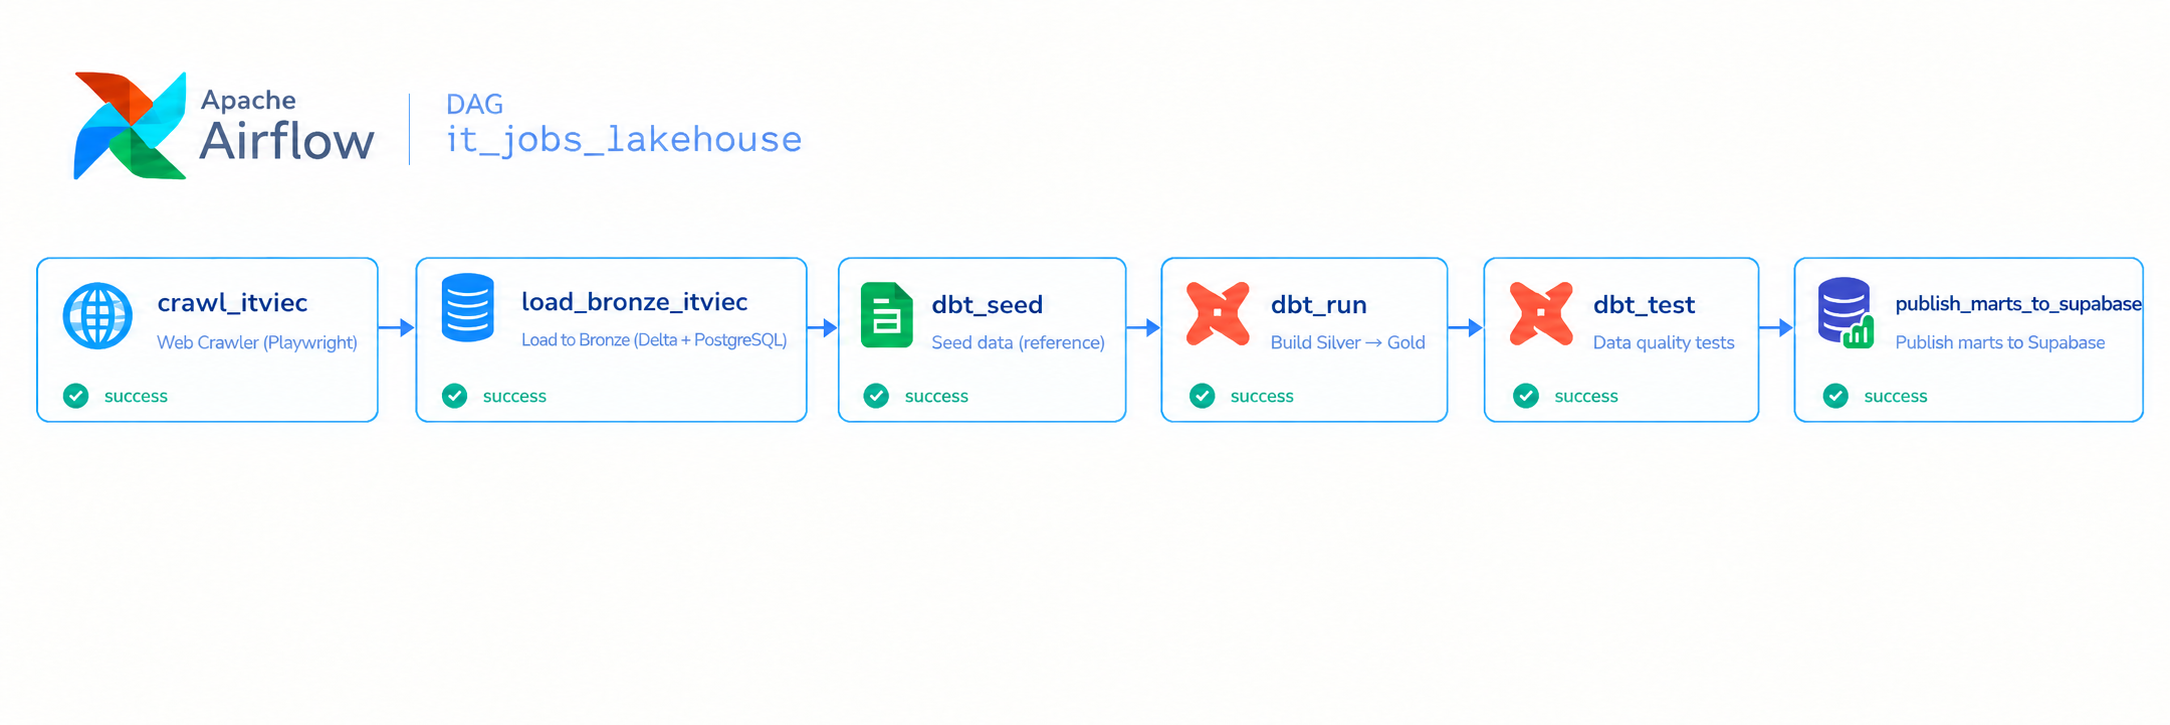 Apache
Airflow
DAG
it_jobs_lakehouse
crawl_itviec
Web Crawler (Playwright)
success
load_bronze_itviec
Load to Bronze (Delta + PostgreSQL)
success
dbt_seed
Seed data (reference)
success
dbt_run
Build Silver → Gold
success
dbt_test
Data quality tests
success
publish_marts_to_supabase
Publish marts to Supabase
success